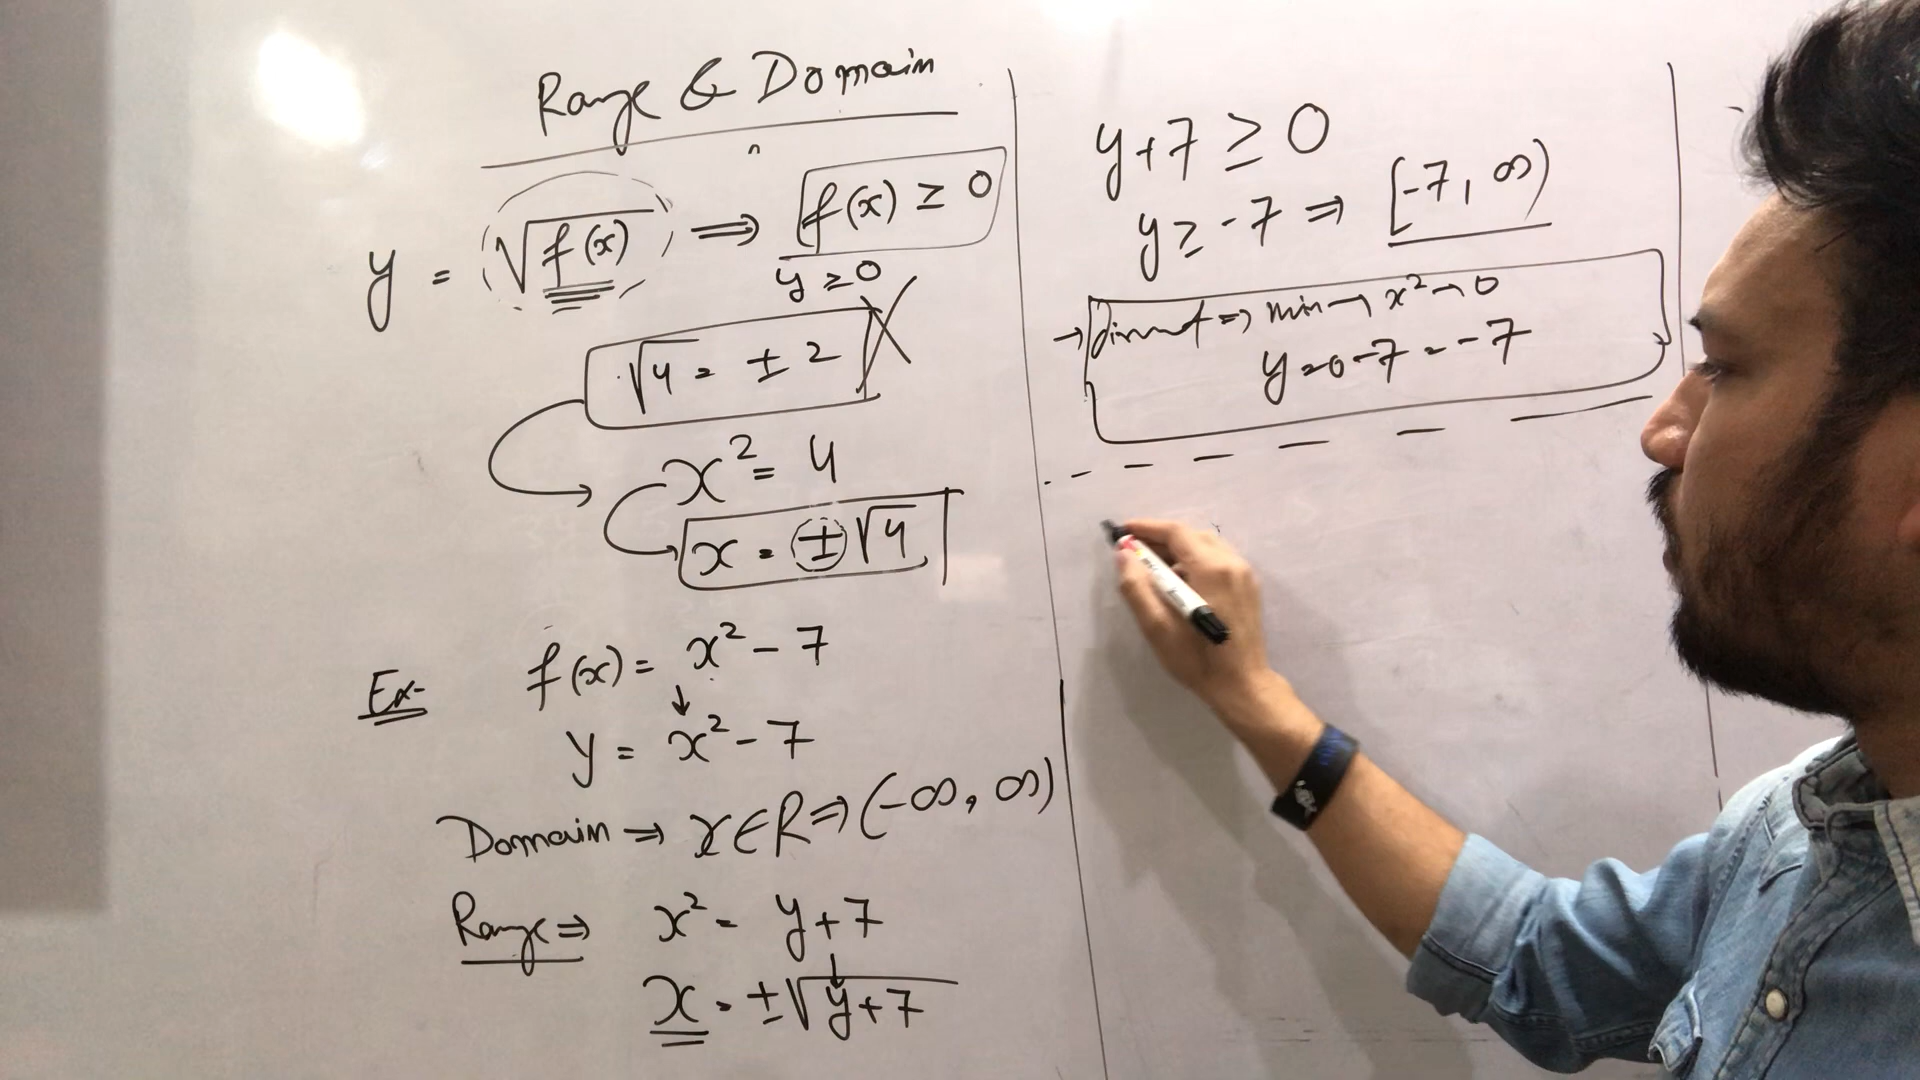 Range & Domain
y = √f(x) ⟹ f(x) ≥ 0
y ≥ 0
√4 = ± 2
x² = 4
x = ± √4
Ex-
f(x) = x² - 7
y = x² - 7
Domain ⇒ x ∈ R ⇒ (-∞, ∞)
Range ⇒ x² = y + 7
x = ±√y + 7
y + 7 ≥ 0
y ≥ -7 ⇒ [-7, ∞)
→ direct ⇒ min → x² → 0
y = 0 - 7 = -7